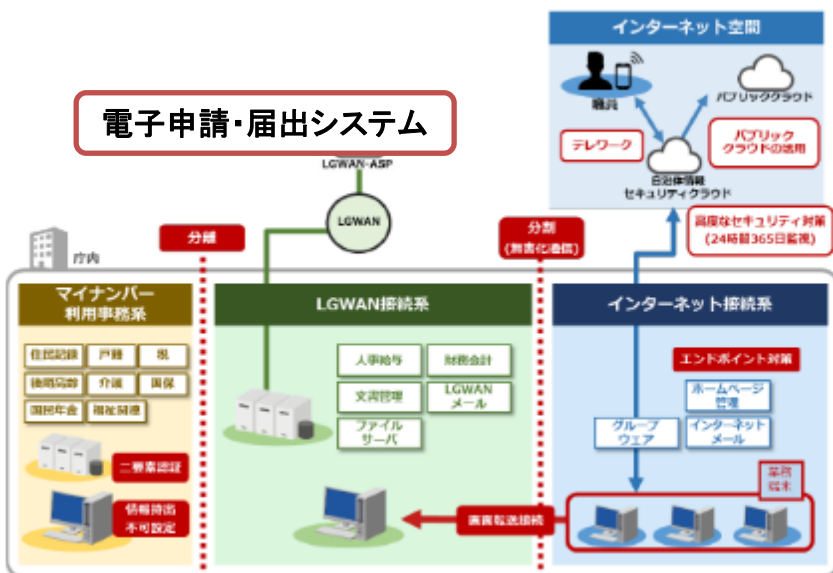 インターネット空間
職員
パブリッククラウド
テレワーク
パブリック
クラウドの活用
自治体情報
セキュリティクラウド
電子申請・届出システム
LGWAN-ASP
LGWAN
高度なセキュリティ対策
(24時間365日監視)
庁内
分離
分割
(無害化通信)
マイナンバー
利用事務系
LGWAN接続系
インターネット接続系
住民記録
戸籍
税
後期高齢
介護
国保
国民年金
福祉関連
二要素認証
情報持出
不可設定
人事給与
財務会計
文書管理
LGWAN
メール
ファイル
サーバ
エンドポイント対策
ホームページ
管理
グループ
ウェア
インターネット
メール
業務
端末
画面転送接続